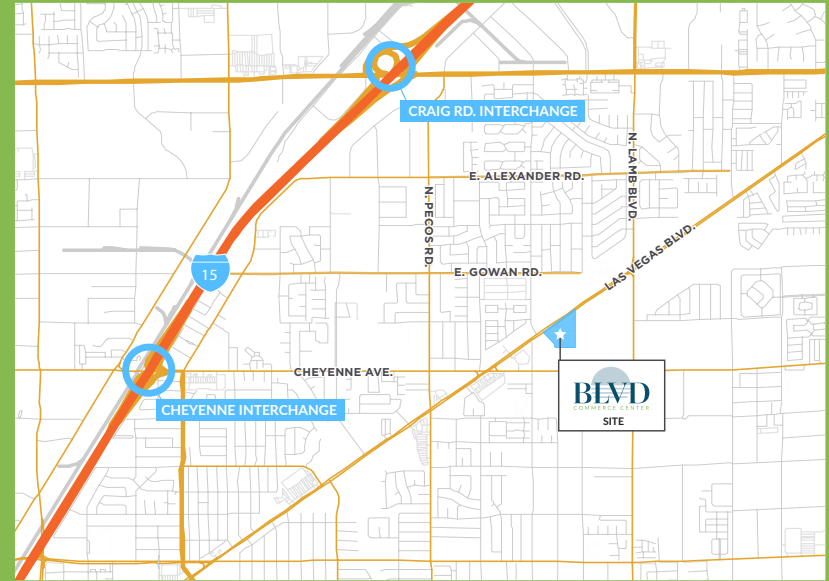 CRAIG RD. INTERCHANGE
N. LAMB BLVD.
E. ALEXANDER RD.
N. PECOS RD.
LAS VEGAS BLVD.
15
E. GOWAN RD.
CHEYENNE AVE.
CHEYENNE INTERCHANGE
BLVD
COMMERCE CENTER
SITE